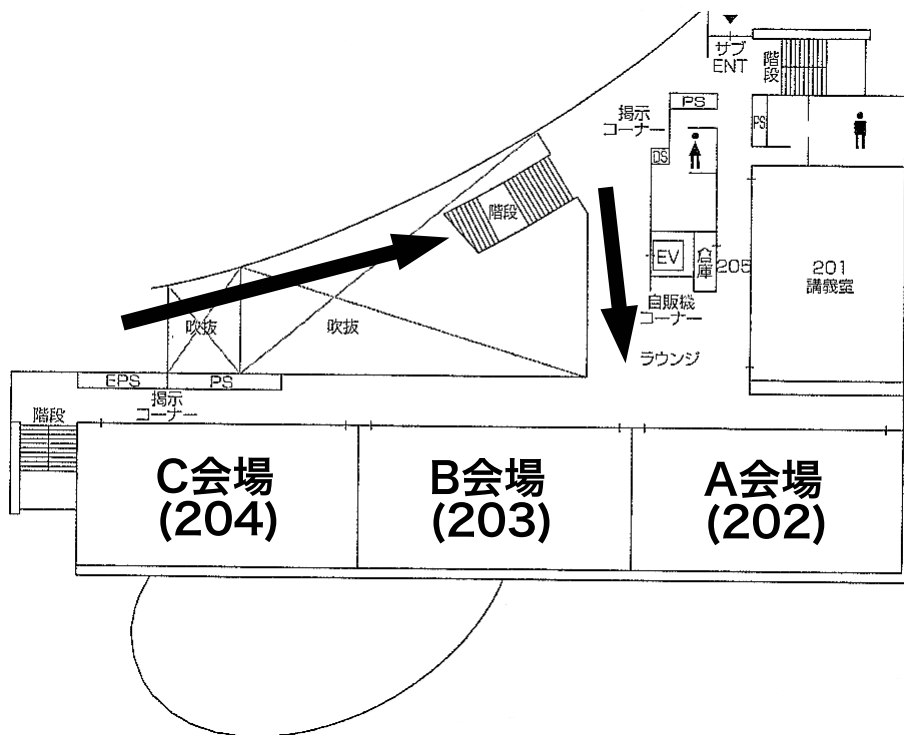 サブ
ENT
階段
PS
掲示
コーナー
PS
DS
階段
EV
倉庫
205
201
講義室
自販機
コーナー
吹抜
吹抜
ラウンジ
EPS
PS
掲示
コーナー
階段
C会場
(204)
B会場
(203)
A会場
(202)